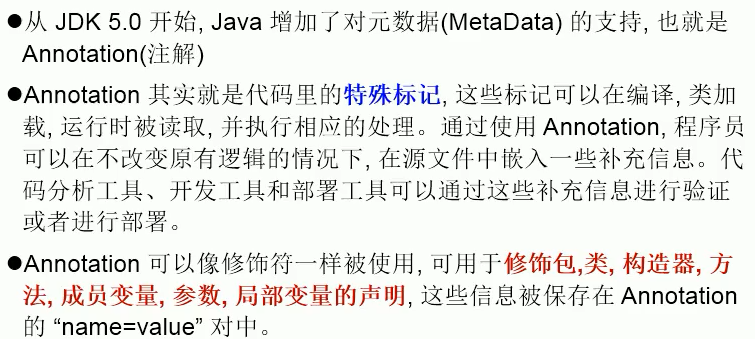 ●从 JDK 5.0 开始, Java 增加了对元数据(MetaData) 的支持, 也就是
Annotation(注解)
●Annotation 其实就是代码里的特殊标记, 这些标记可以在编译, 类加
载, 运行时被读取, 并执行相应的处理。通过使用 Annotation, 程序员
可以在不改变原有逻辑的情况下, 在源文件中嵌入一些补充信息。代
码分析工具、开发工具和部署工具可以通过这些补充信息进行验证
或者进行部署。
●Annotation 可以像修饰符一样被使用, 可用于修饰包,类, 构造器, 方
法, 成员变量, 参数, 局部变量的声明, 这些信息被保存在 Annotation
的 “name=value” 对中。